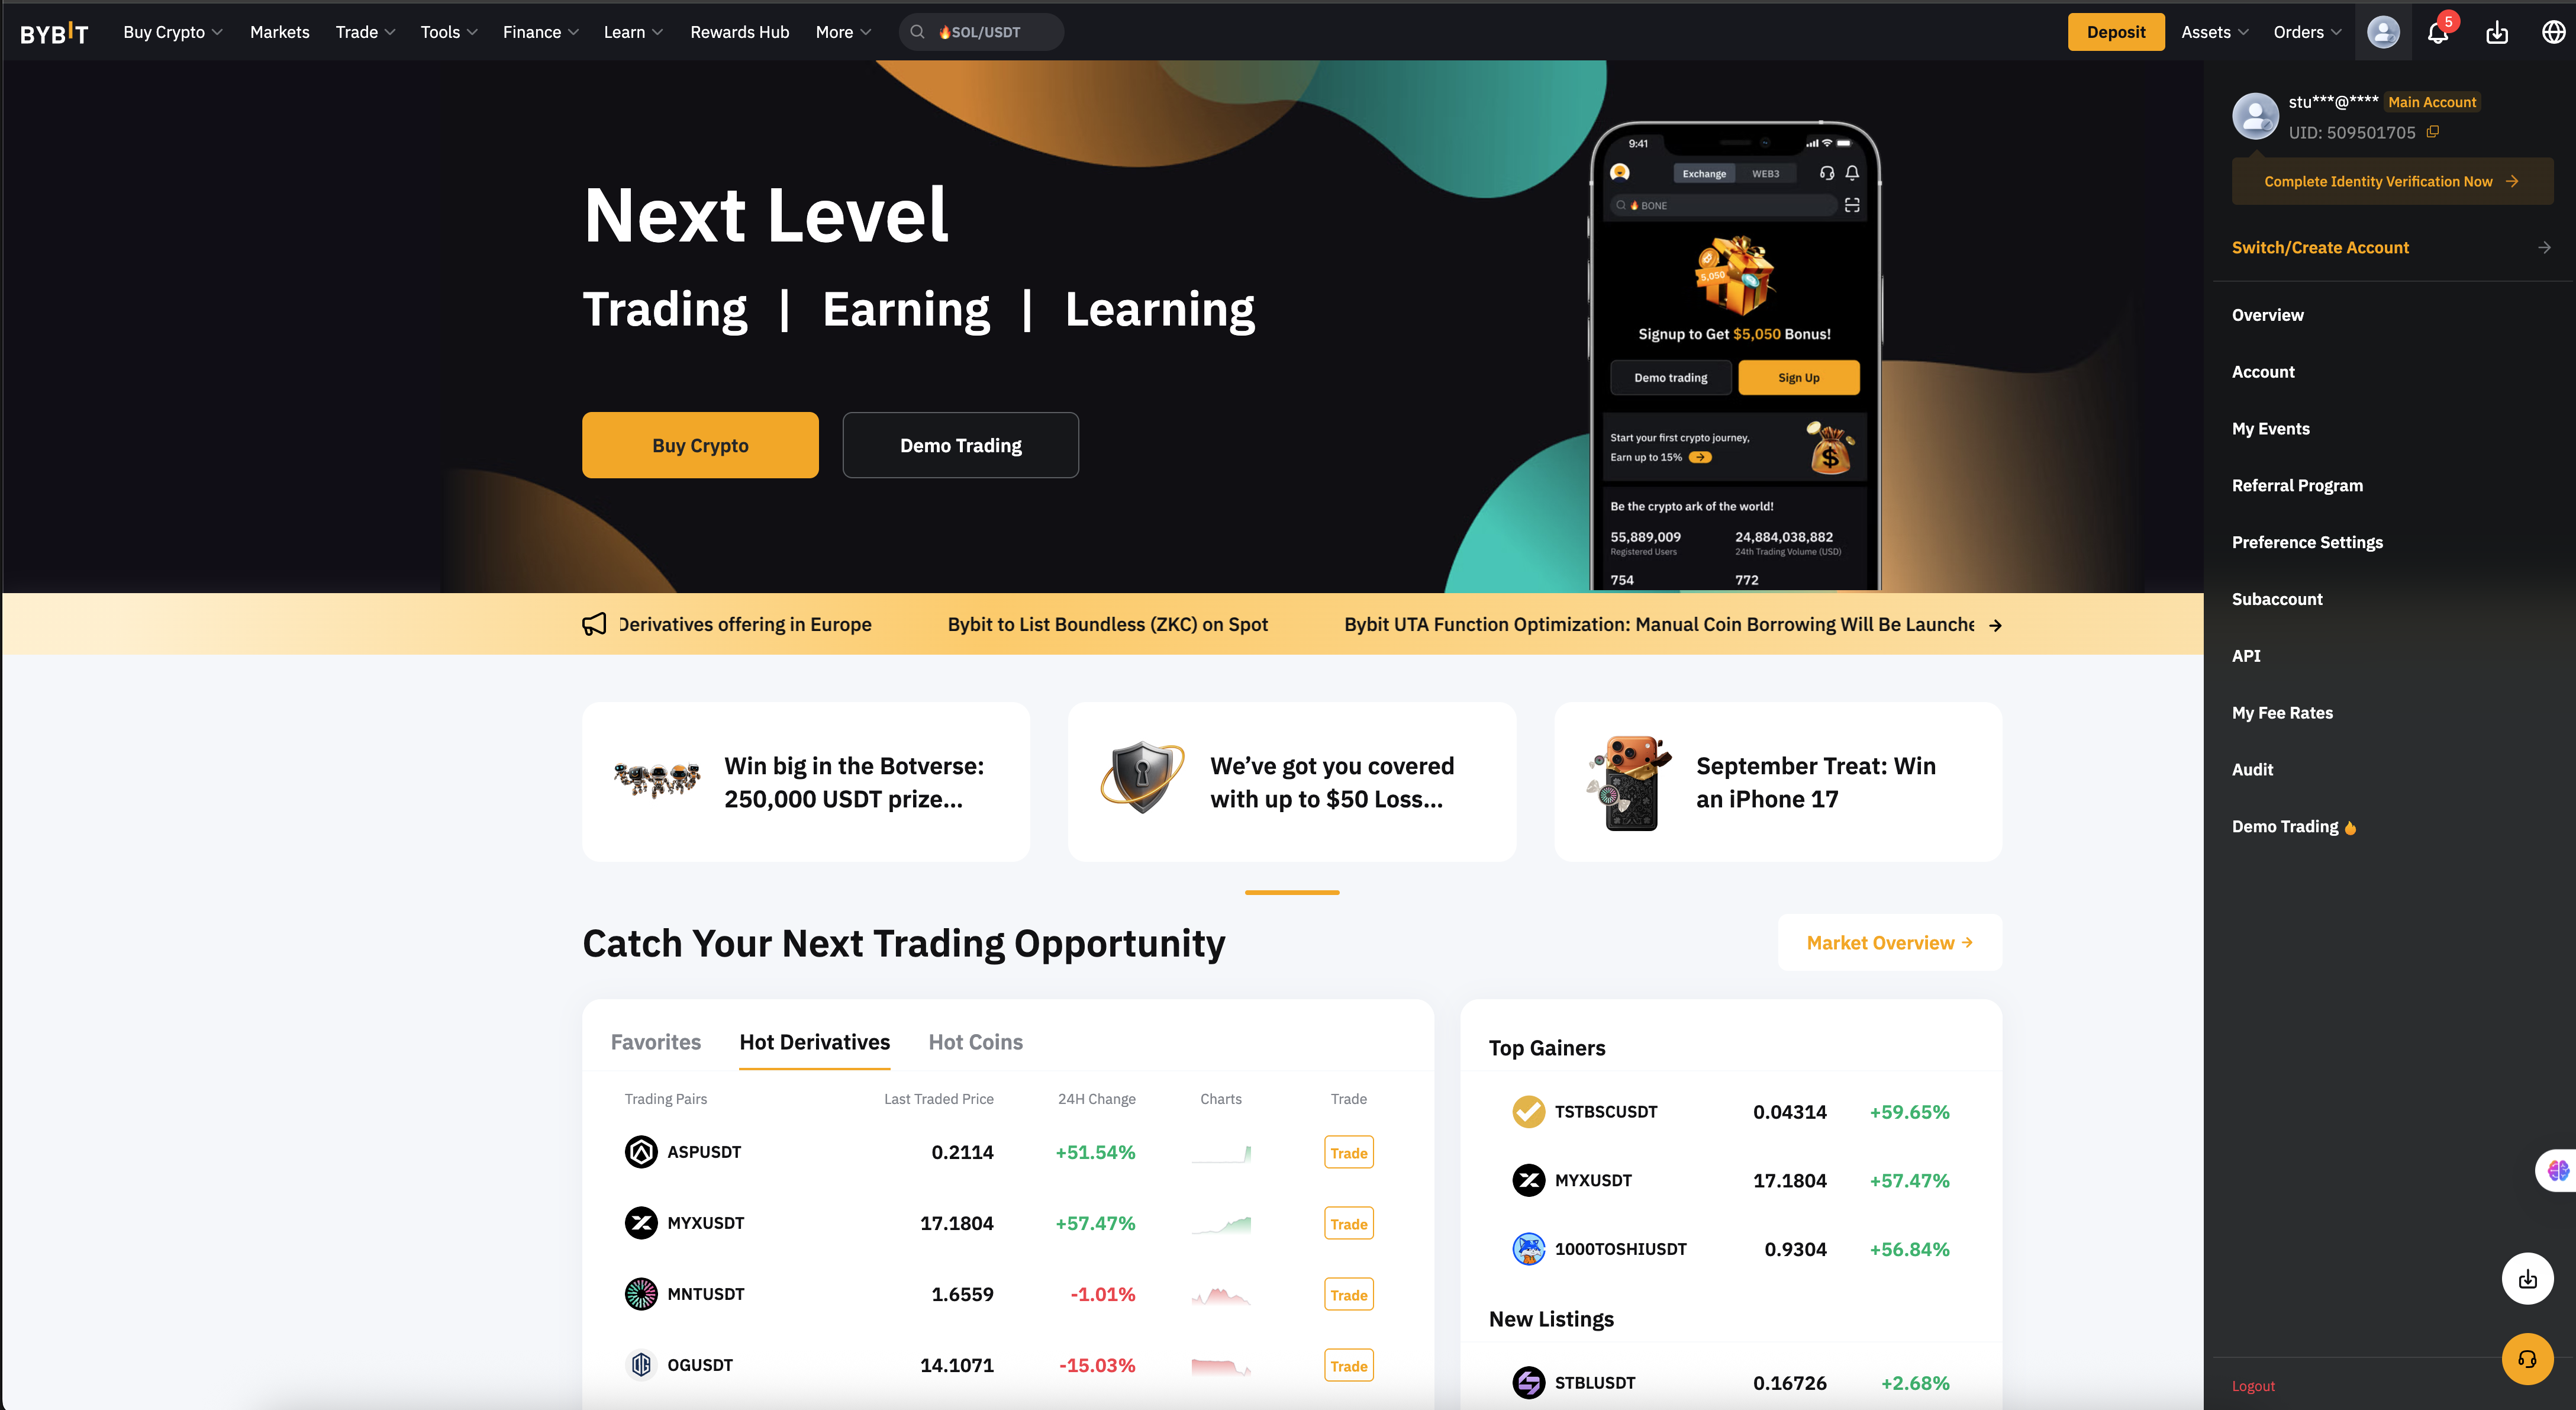 BYBIT Buy Crypto Markets Trade Tools Finance Learn Rewards Hub More 🔥SOL/USDT Deposit Assets Orders 5
Next Level
Trading | Earning | Learning
Buy Crypto Demo Trading
9:41
Exchange WEB3
🔥 BONE
5,050
Signup to Get $5,050 Bonus!
Demo trading Sign Up
Start your first crypto journey,
Earn up to 15%
Be the crypto ark of the world!
55,889,009 24,884,038,882
Registered Users 24th Trading Volume (USD)
754 772
stu***@**** Main Account
UID: 509501705
Complete Identity Verification Now
Switch/Create Account
Overview
Account
My Events
Referral Program
Preference Settings
Subaccount
API
My Fee Rates
Audit
Demo Trading
Logout
Derivatives offering in Europe Bybit to List Boundless (ZKC) on Spot Bybit UTA Function Optimization: Manual Coin Borrowing Will Be Launche
Win big in the Botverse:
250,000 USDT prize...
We've got you covered
with up to $50 Loss...
September Treat: Win
an iPhone 17
Catch Your Next Trading Opportunity
Market Overview
Favorites Hot Derivatives Hot Coins
Trading Pairs Last Traded Price 24H Change Charts Trade
ASPUSDT 0.2114 +51.54% Trade
MYXUSDT 17.1804 +57.47% Trade
MNTUSDT 1.6559 -1.01% Trade
OGUSDT 14.1071 -15.03% Trade
Top Gainers
TSTBSCUSDT 0.04314 +59.65%
MYXUSDT 17.1804 +57.47%
1000TOSHIUSDT 0.9304 +56.84%
New Listings
STBLUSDT 0.16726 +2.68%